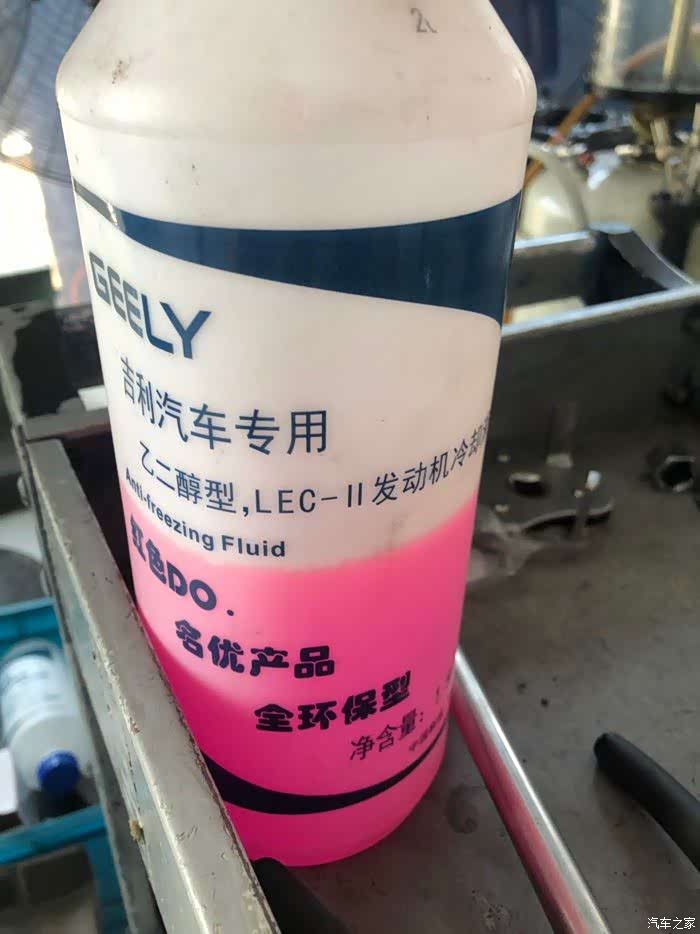 GEELY
吉利汽车专用
乙二醇型,LEC-II发动机冷却
Anti-freezing Fluid
红色DO.
名优产品
全环保型
净含量:
汽车之家